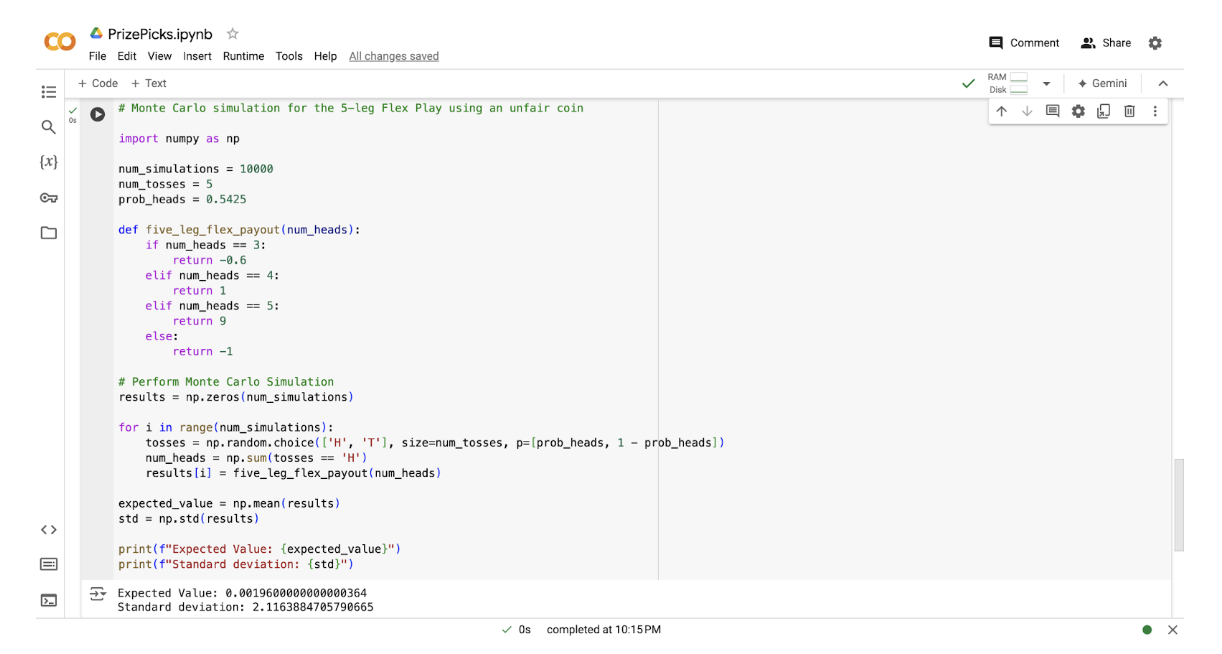 CO PrizePicks.ipynb
File Edit View Insert Runtime Tools Help All changes saved
Comment Share
+ Code + Text
RAM
Disk
Gemini
0s
{x}
# Monte Carlo simulation for the 5-leg Flex Play using an unfair coin
import numpy as np
num_simulations = 10000
num_tosses = 5
prob_heads = 0.5425
def five_leg_flex_payout(num_heads):
    if num_heads == 3:
        return -0.6
    elif num_heads == 4:
        return 1
    elif num_heads == 5:
        return 9
    else:
        return -1
# Perform Monte Carlo Simulation
results = np.zeros(num_simulations)
for i in range(num_simulations):
    tosses = np.random.choice(['H', 'T'], size=num_tosses, p=[prob_heads, 1 - prob_heads])
    num_heads = np.sum(tosses == 'H')
    results[i] = five_leg_flex_payout(num_heads)
expected_value = np.mean(results)
std = np.std(results)
print(f"Expected Value: {expected_value}")
print(f"Standard deviation: {std}")
Expected Value: 0.0019600000000000364
Standard deviation: 2.1163884705790665
0s completed at 10:15 PM